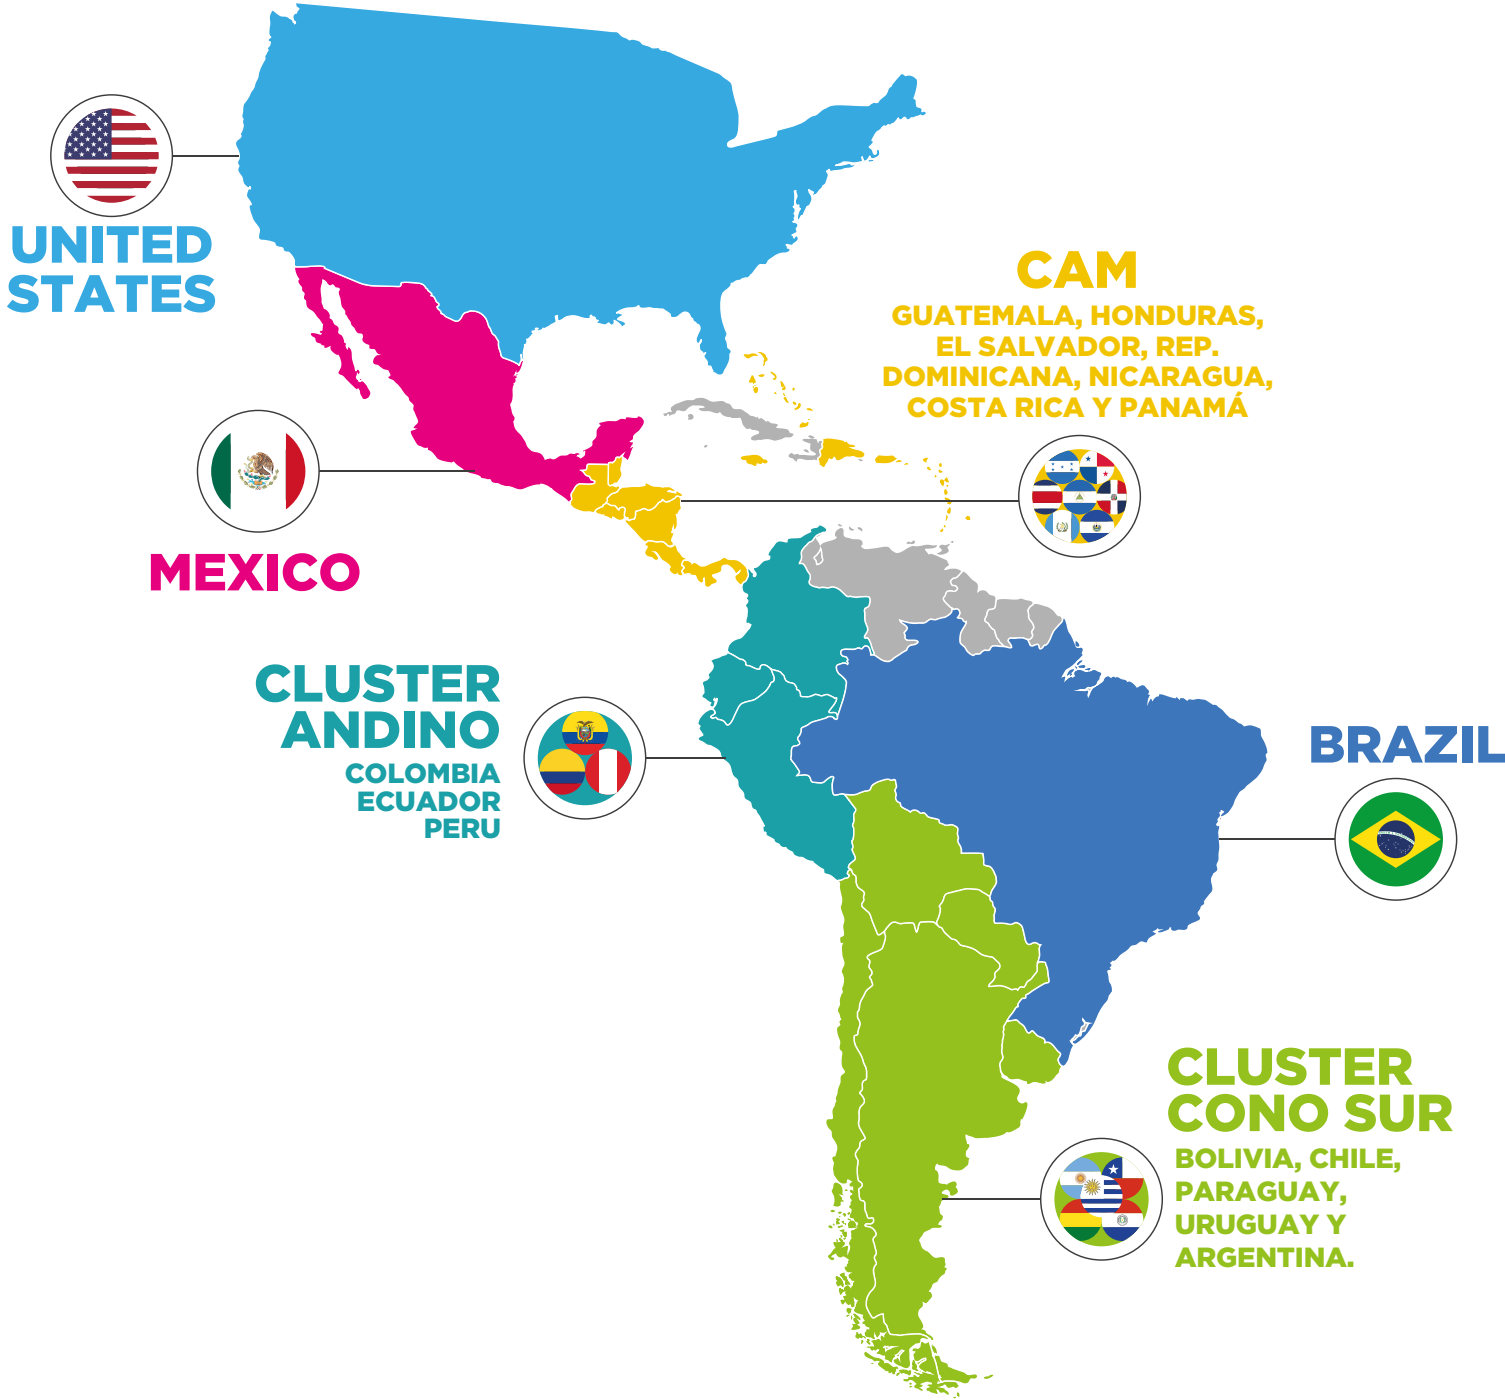 UNITED
STATES
CAM
GUATEMALA, HONDURAS,
EL SALVADOR, REP.
DOMINICANA, NICARAGUA,
COSTA RICA Y PANAMÁ
MEXICO
CLUSTER
ANDINO
COLOMBIA
ECUADOR
PERU
BRAZIL
CLUSTER
CONO SUR
BOLIVIA, CHILE,
PARAGUAY,
URUGUAY Y
ARGENTINA.